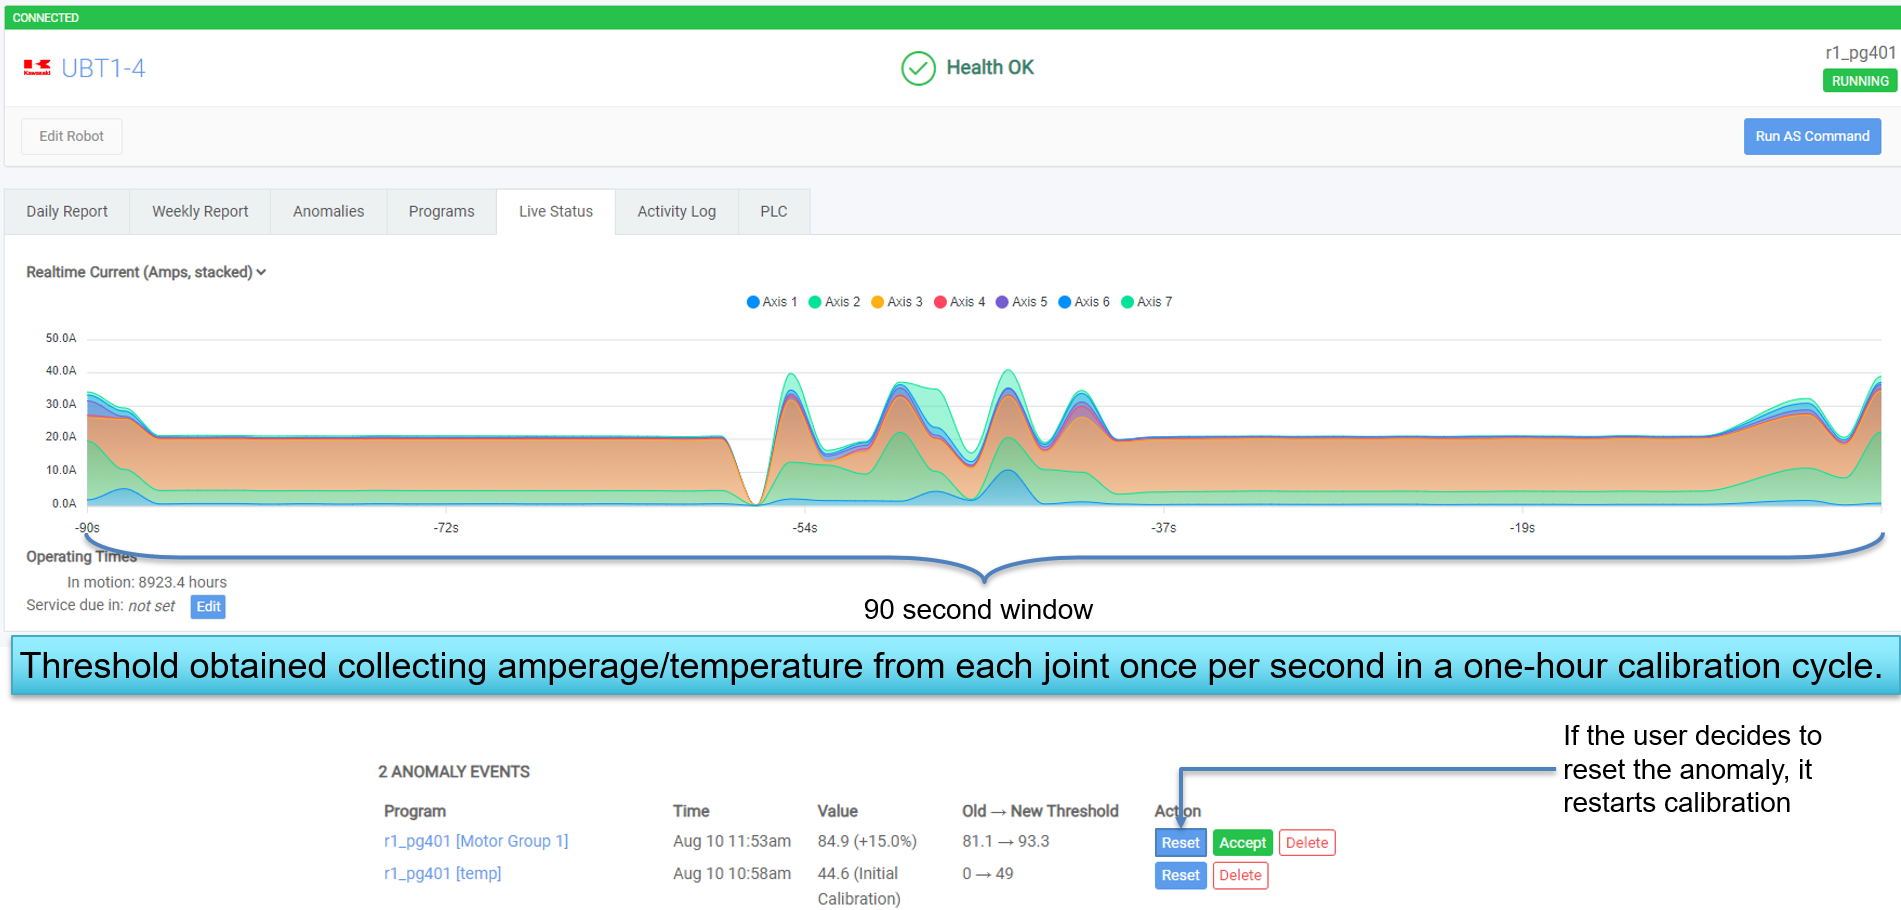 CONNECTED
Kawasaki UBT1-4
Health OK
r1_pg401
RUNNING
Edit Robot
Run AS Command
Daily Report Weekly Report Anomalies Programs Live Status Activity Log PLC
Realtime Current (Amps, stacked)
Axis 1 Axis 2 Axis 3 Axis 4 Axis 5 Axis 6 Axis 7
50.0A
40.0A
30.0A
20.0A
10.0A
0.0A
-90s -72s -54s -37s -19s
Operating Times
In motion: 8923.4 hours
Service due in: not set Edit
90 second window
Threshold obtained collecting amperage/temperature from each joint once per second in a one-hour calibration cycle.
If the user decides to
reset the anomaly, it
restarts calibration
2 ANOMALY EVENTS
Program Time Value Old → New Threshold Action
r1_pg401 [Motor Group 1] Aug 10 11:53am 84.9 (+15.0%) 81.1 → 93.3 Reset Accept Delete
r1_pg401 [temp] Aug 10 10:58am 44.6 (Initial 0 → 49 Reset Delete
Calibration)